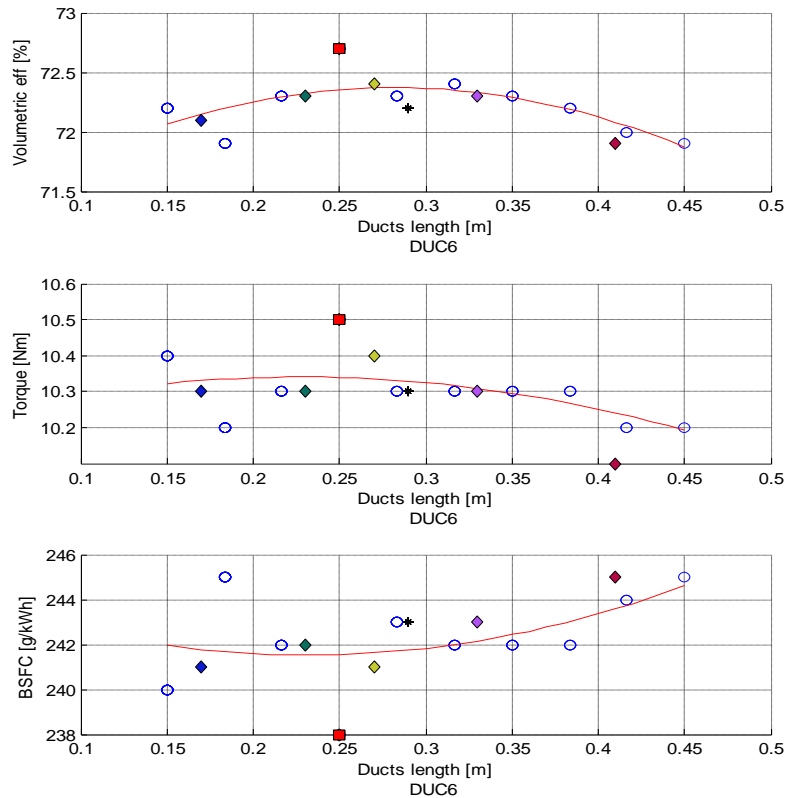 73
72.5
72
71.5
Volumetric eff [%]
0.1 0.15 0.2 0.25 0.3 0.35 0.4 0.45 0.5
Ducts length [m]
DUC6
10.6
10.5
10.4
10.3
10.2
Torque [Nm]
0.1 0.15 0.2 0.25 0.3 0.35 0.4 0.45 0.5
Ducts length [m]
DUC6
246
244
242
240
238
BSFC [g/kWh]
0.1 0.15 0.2 0.25 0.3 0.35 0.4 0.45 0.5
Ducts length [m]
DUC6